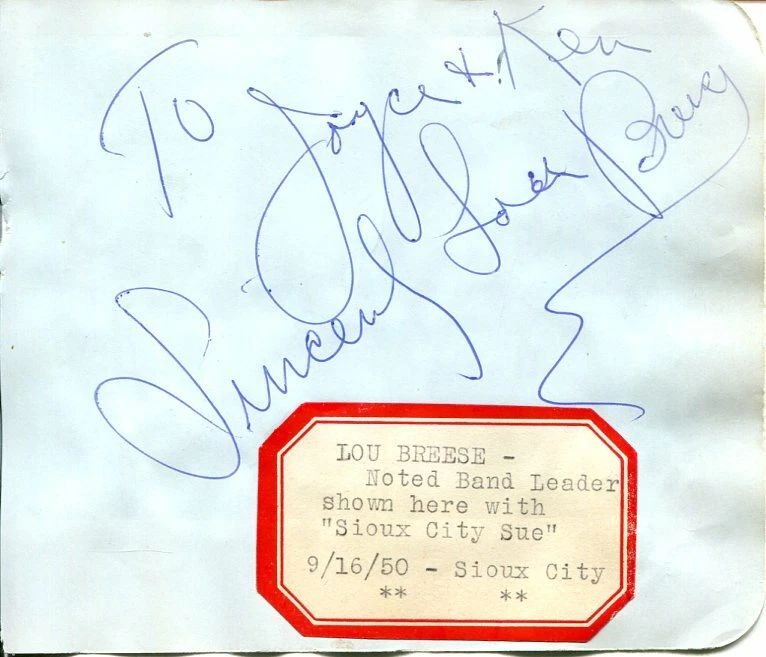 To Joyce & Ken
Sincerely
Lou Breese
LOU BREESE -
Noted Band Leader
shown here with
"Sioux City Sue"
9/16/50 - Sioux City
** **